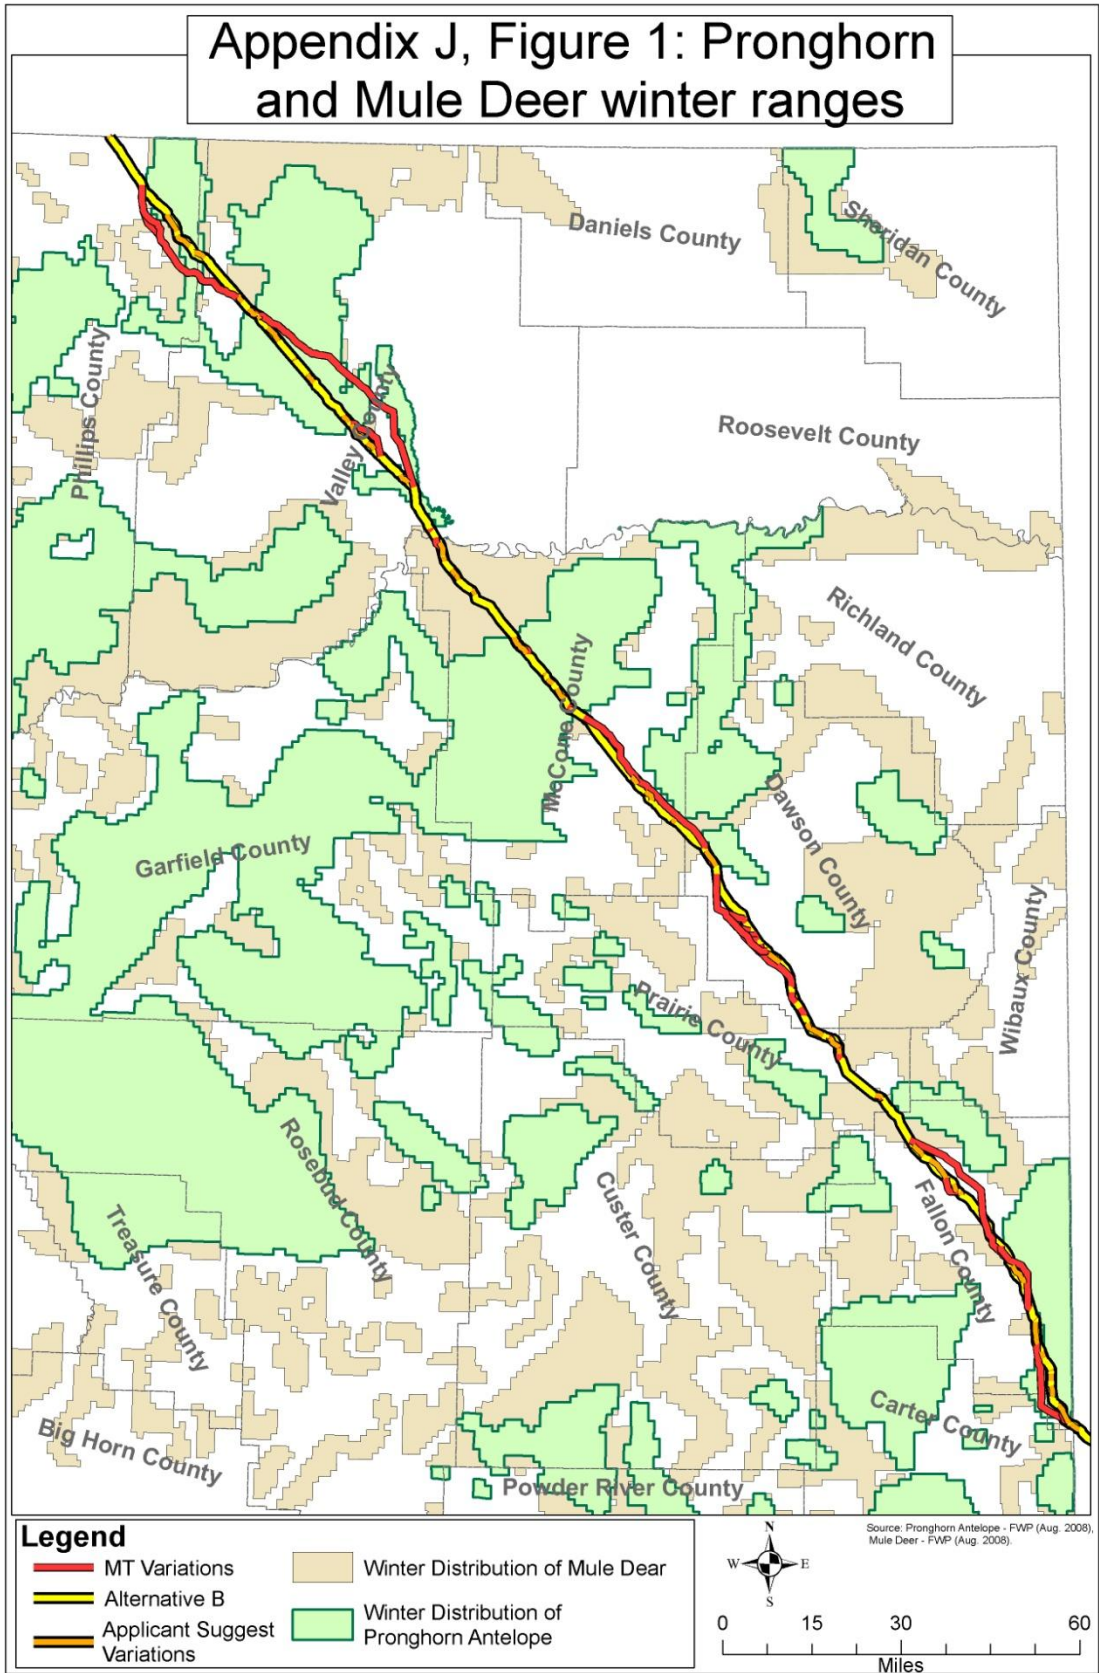 Appendix J, Figure 1: Pronghorn
and Mule Deer winter ranges
Daniels County
Sheridan County
Phillips County
Valley County
Roosevelt County
Richland County
McCone County
Dawson County
Garfield County
Wibaux County
Prairie County
Rosebud County
Custer County
Fallon County
Treasure County
Carter County
Big Horn County
Powder River County
Legend
MT Variations
Alternative B
Applicant Suggest
Variations
Winter Distribution of Mule Dear
Winter Distribution of
Pronghorn Antelope
N
W
E
S
Source: Pronghorn Antelope - FWP (Aug. 2008),
Mule Deer - FWP (Aug. 2008).
0 15 30 60
Miles